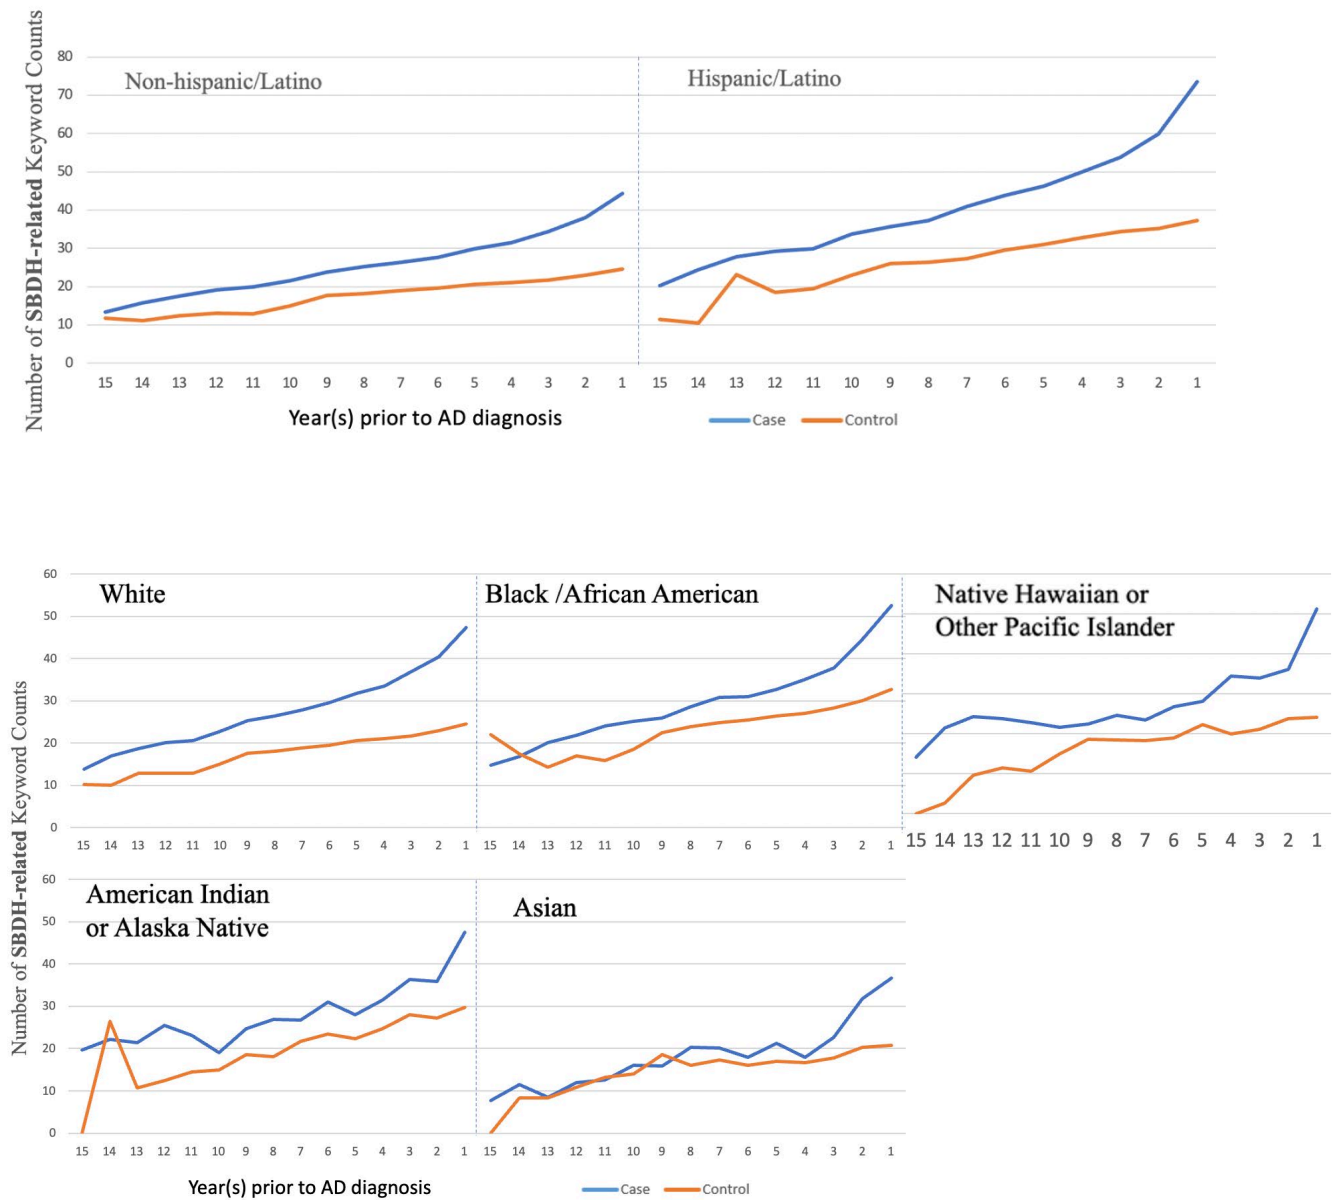 Number of SBDH-related Keyword Counts
80
70
60
50
40
30
20
10
0
Non-hispanic/Latino
Hispanic/Latino
15 14 13 12 11 10 9 8 7 6 5 4 3 2 1 15 14 13 12 11 10 9 8 7 6 5 4 3 2 1
Year(s) prior to AD diagnosis
Case Control
Number of SBDH-related Keyword Counts
60
50
40
30
20
10
0
White
Black /African American
Native Hawaiian or
Other Pacific Islander
15 14 13 12 11 10 9 8 7 6 5 4 3 2 1 15 14 13 12 11 10 9 8 7 6 5 4 3 2 1 15 14 13 12 11 10 9 8 7 6 5 4 3 2 1
60
50
40
30
20
10
0
American Indian
or Alaska Native
Asian
15 14 13 12 11 10 9 8 7 6 5 4 3 2 1 15 14 13 12 11 10 9 8 7 6 5 4 3 2 1
Year(s) prior to AD diagnosis
Case Control